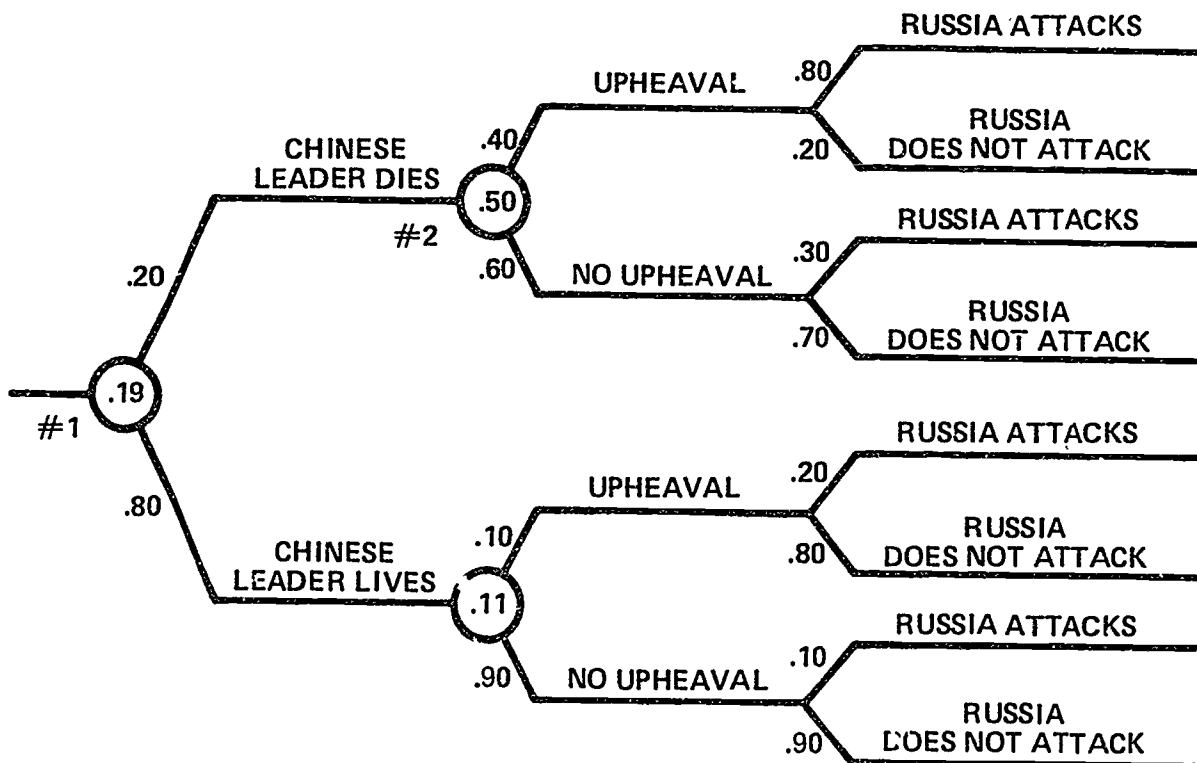 RUSSIA ATTACKS
.80
UPHEAVAL
RUSSIA
DOES NOT ATTACK
.20
.40
CHINESE
LEADER DIES
.50
#2
RUSSIA ATTACKS
.30
.60
NO UPHEAVAL
.20
RUSSIA
DOES NOT ATTACK
.70
.19
#1
RUSSIA ATTACKS
.20
UPHEAVAL
.80
RUSSIA
DOES NOT ATTACK
.80
.10
CHINESE
LEADER LIVES
.11
RUSSIA ATTACKS
.10
.90
NO UPHEAVAL
RUSSIA
DOES NOT ATTACK
.90